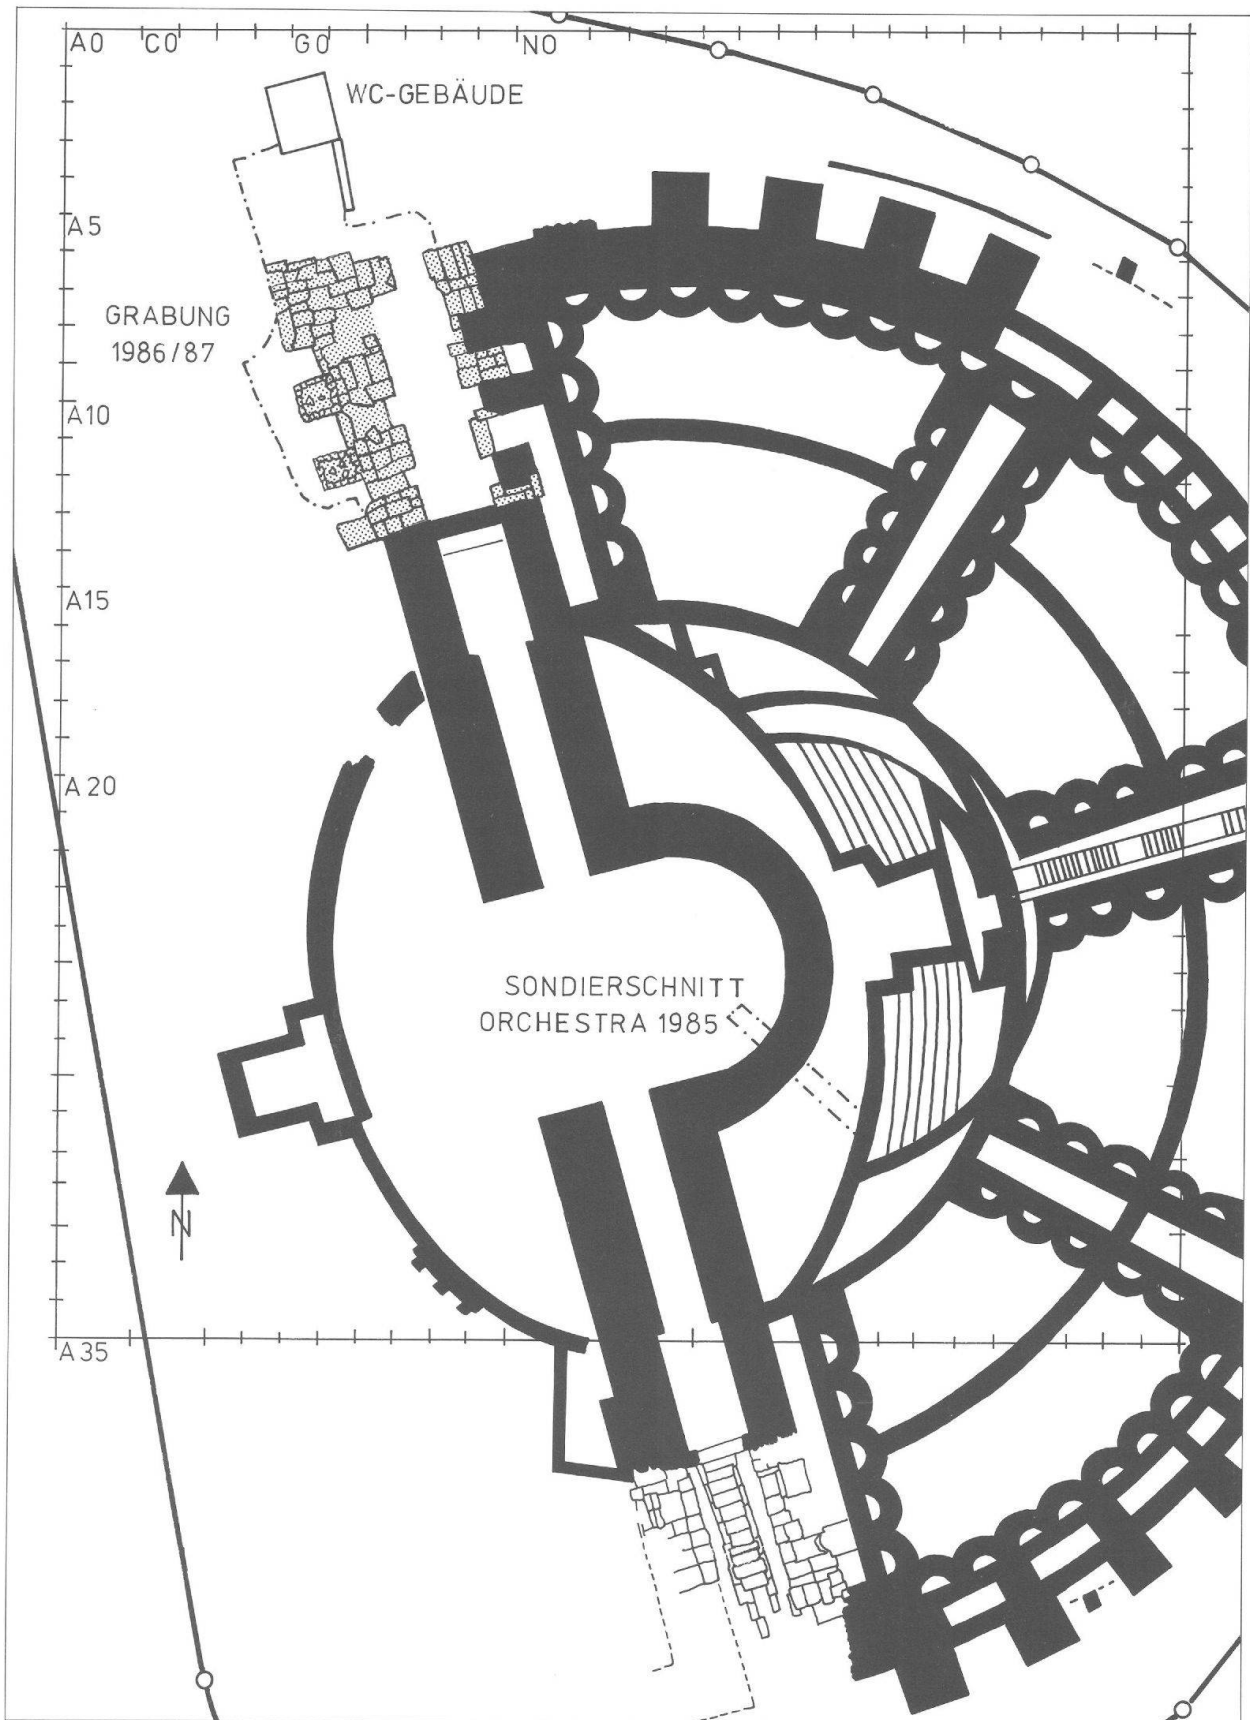 A0 C0 G0 N0
WC-GEBÄUDE
A5
GRABUNG
1986/87
A10
A15
A20
SONDIERSCHNITT
ORCHESTRA 1985
N
A35